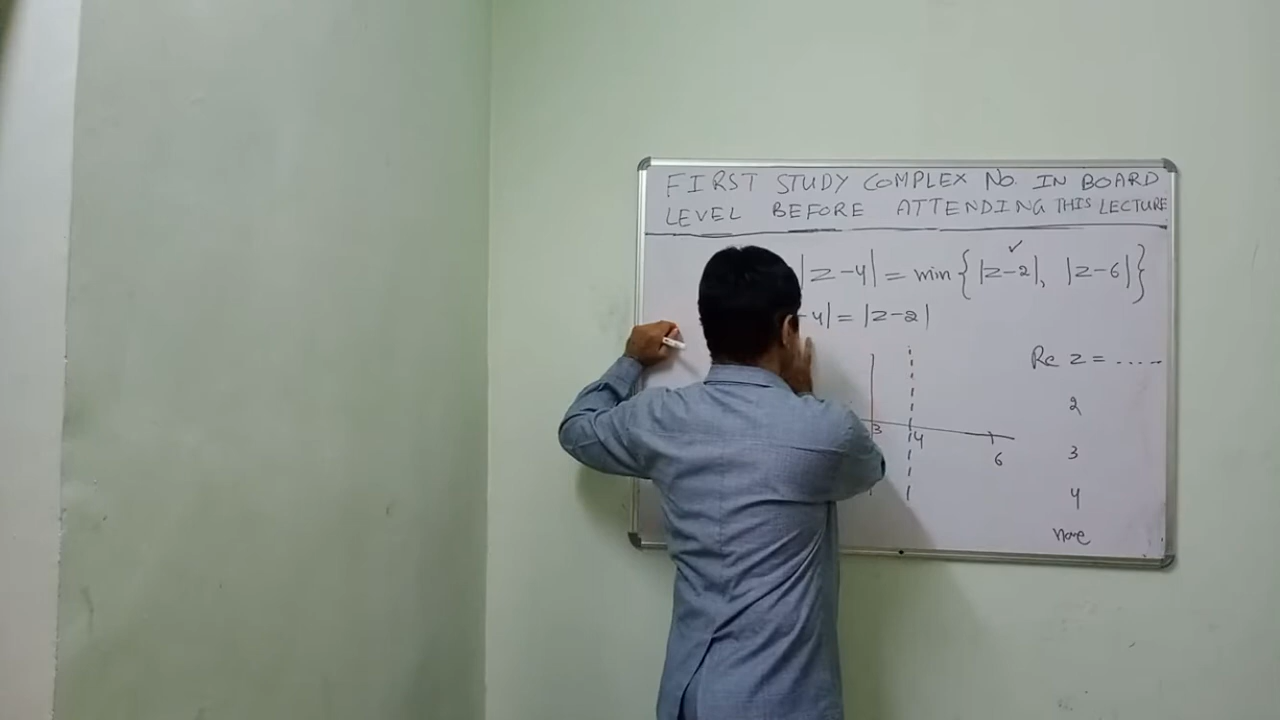 FIRST STUDY COMPLEX NO. IN BOARD
LEVEL BEFORE ATTENDING THIS LECTURE
|z-4| = min { |z-2|, |z-6| }
✓
4| = |z-2|
Re z = .....
2
3
4
none
3
4
6